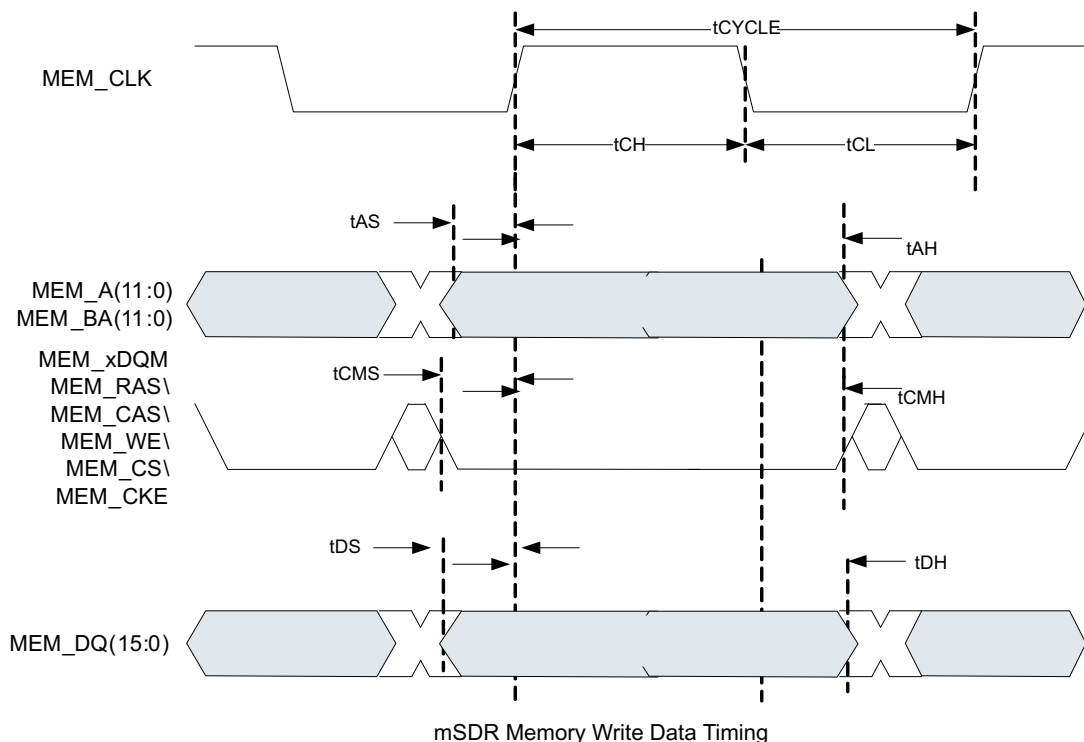 tCYCLE
MEM_CLK
tCH
tCL
tAS
tAH
MEM_A(11:0)
MEM_BA(11:0)
MEM_xDQM
MEM_RAS\
MEM_CAS\
MEM_WE\
MEM_CS\
MEM_CKE
tCMS
tCMH
tDS
tDH
MEM_DQ(15:0)
mSDR Memory Write Data Timing